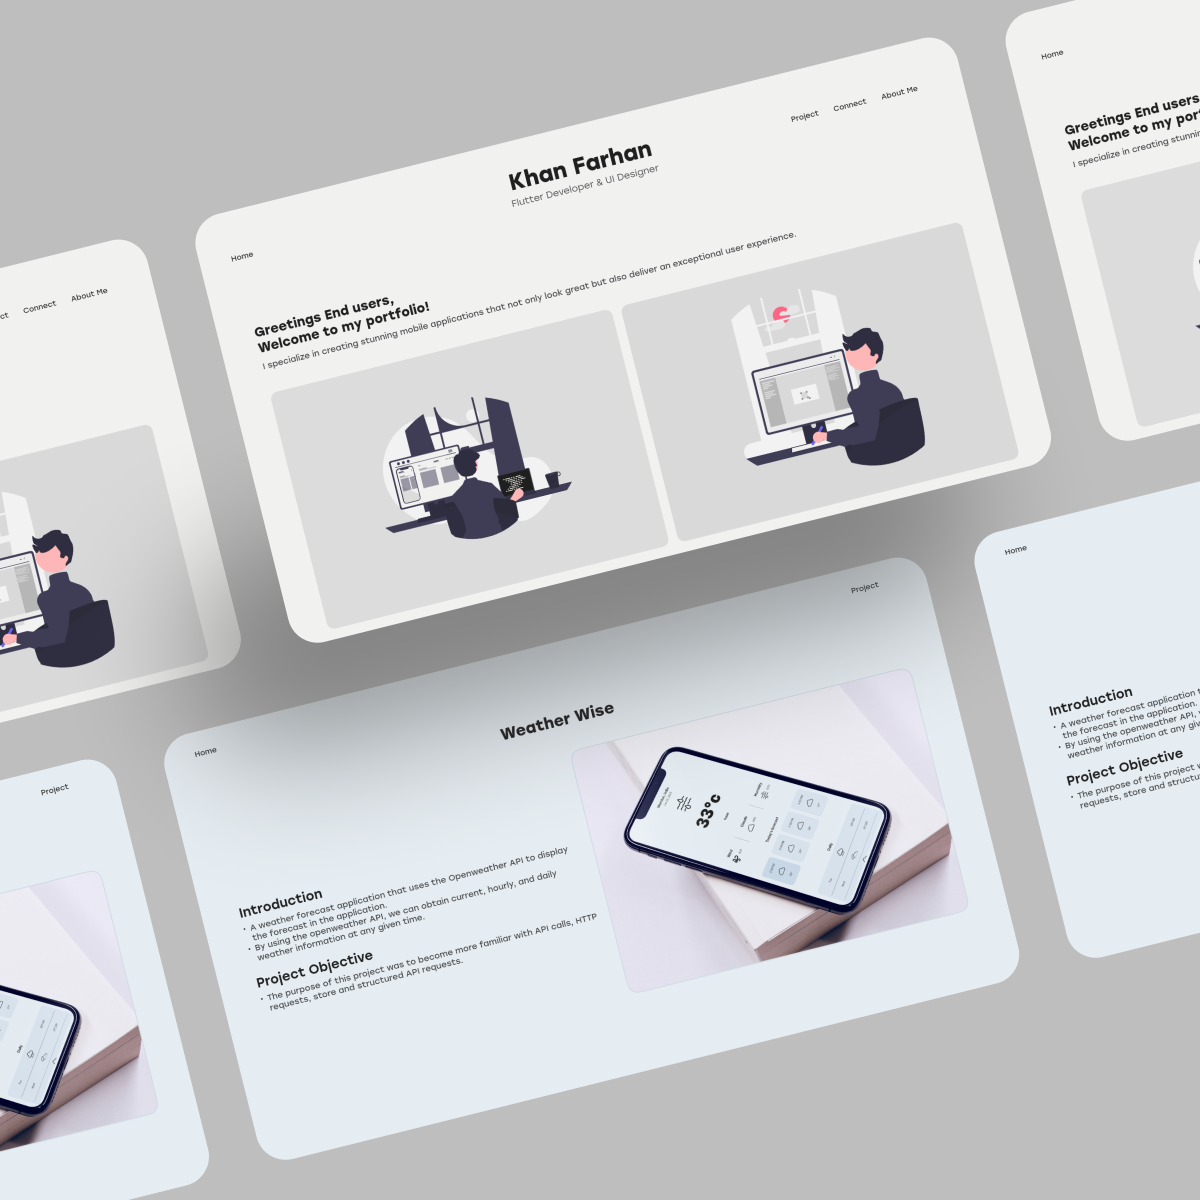 Home
Project
Connect
About Me
Khan Farhan
Flutter Developer & UI Designer
Greetings End users,
Welcome to my portfolio!
I specialize in creating stunning mobile applications that not only look great but also deliver an exceptional user experience.
Connect
About Me
Home
Greetings End users,
Welcome to my
I specialize in creating
Home
Project
Weather Wise
Introduction
• A weather forecast application that uses the Openweather API to display
the forecast in the application.
• By using the openweather API, we can obtain current, hourly, and daily
weather information at any given time.
Project Objective
• The purpose of this project was to become more familiar with API calls, HTTP
requests, store and structured API requests.
33°c
Project
Home
Introduction
• A weather forecast application
the forecast in the application.
• By using the openweather API,
weather information at any
Project Objective
• The purpose of this project
requests, store and